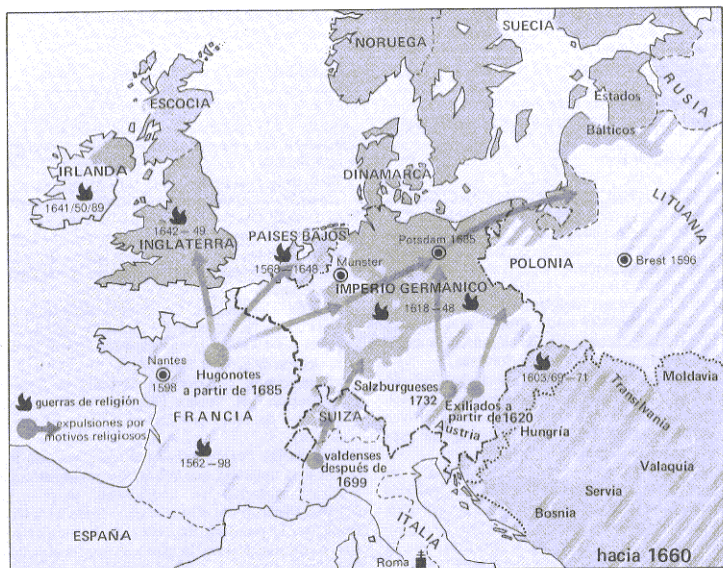 NORUEGA
SUECIA
RUSIA
ESCOCIA
Estados
Bálticos
IRLANDA
1641/50/89
DINAMARCA
LITUANIA
1642 – 49
INGLATERRA
PAISES BAJOS
1568 – 1648
Munster
Potsdam 1685
POLONIA
Brest 1596
IMPERIO GERMANICO
1618 – 48
Nantes
1598
Hugonotes
a partir de 1685
Salzburgueses
1732
Exiliados a
partir de 1620
1603/69 – 71
Transilvania
Moldavia
guerras de religión
expulsiones por
motivos religiosos
FRANCIA
SUIZA
Austria
Hungría
1562 – 98
valdenses
después de
1699
Valaquia
Servia
Bosnia
ESPAÑA
ITALIA
Roma
hacia 1660